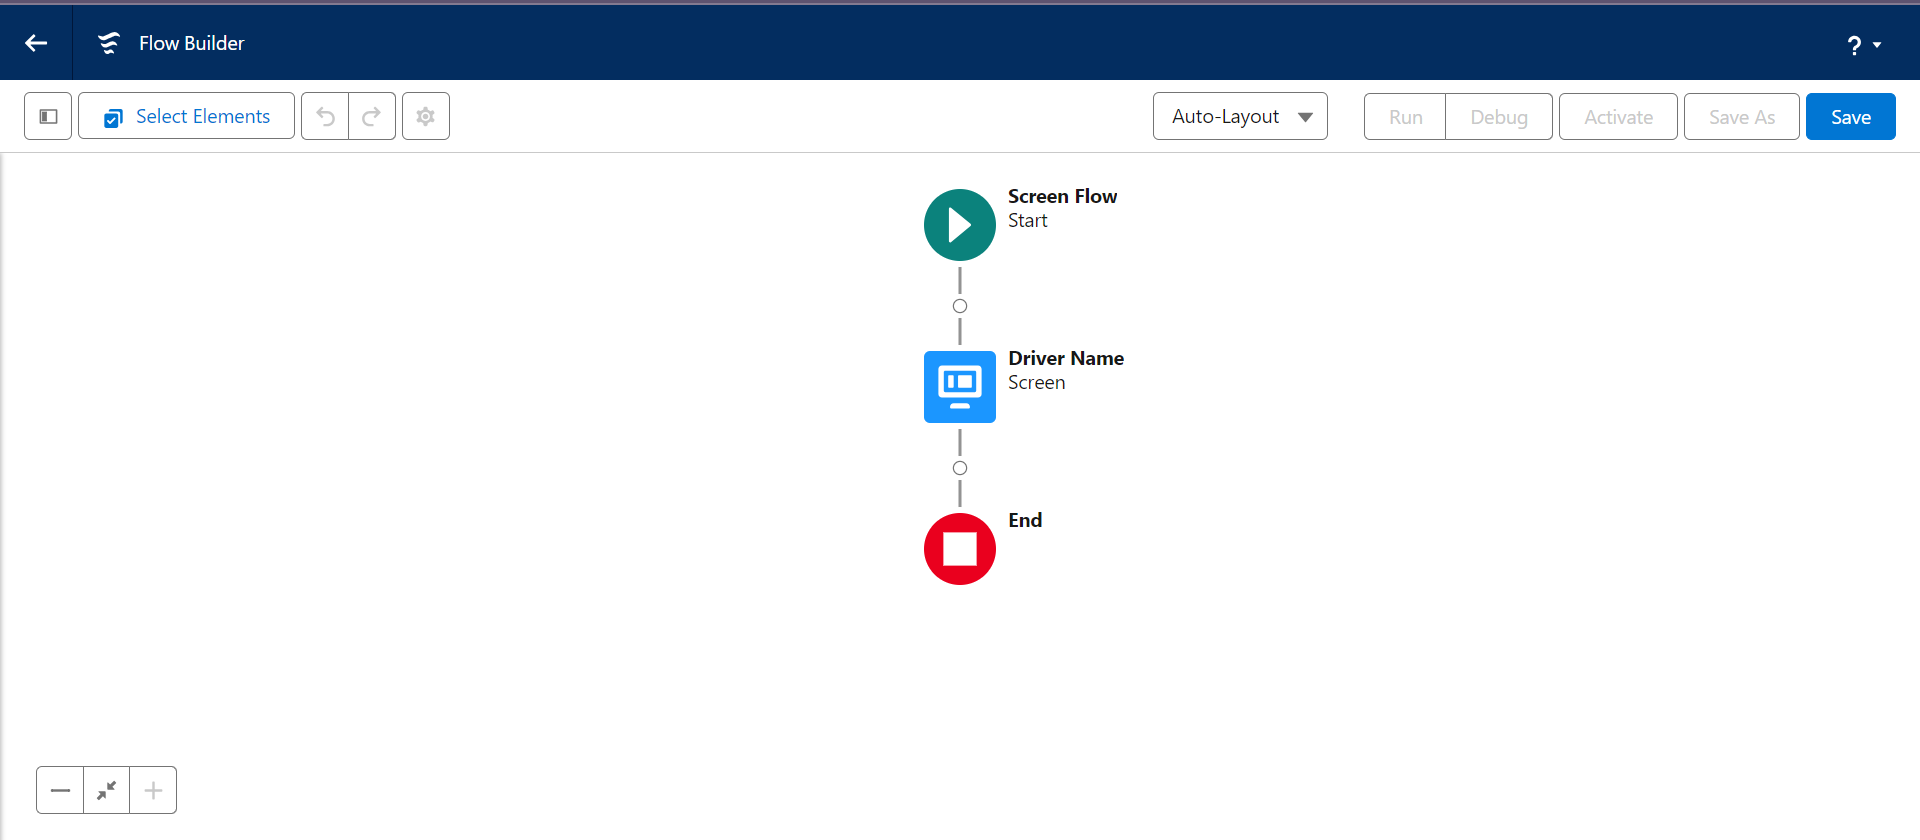 Flow Builder
?
Select Elements
Auto-Layout
Run
Debug
Activate
Save As
Save
Screen Flow
Start
Driver Name
Screen
End